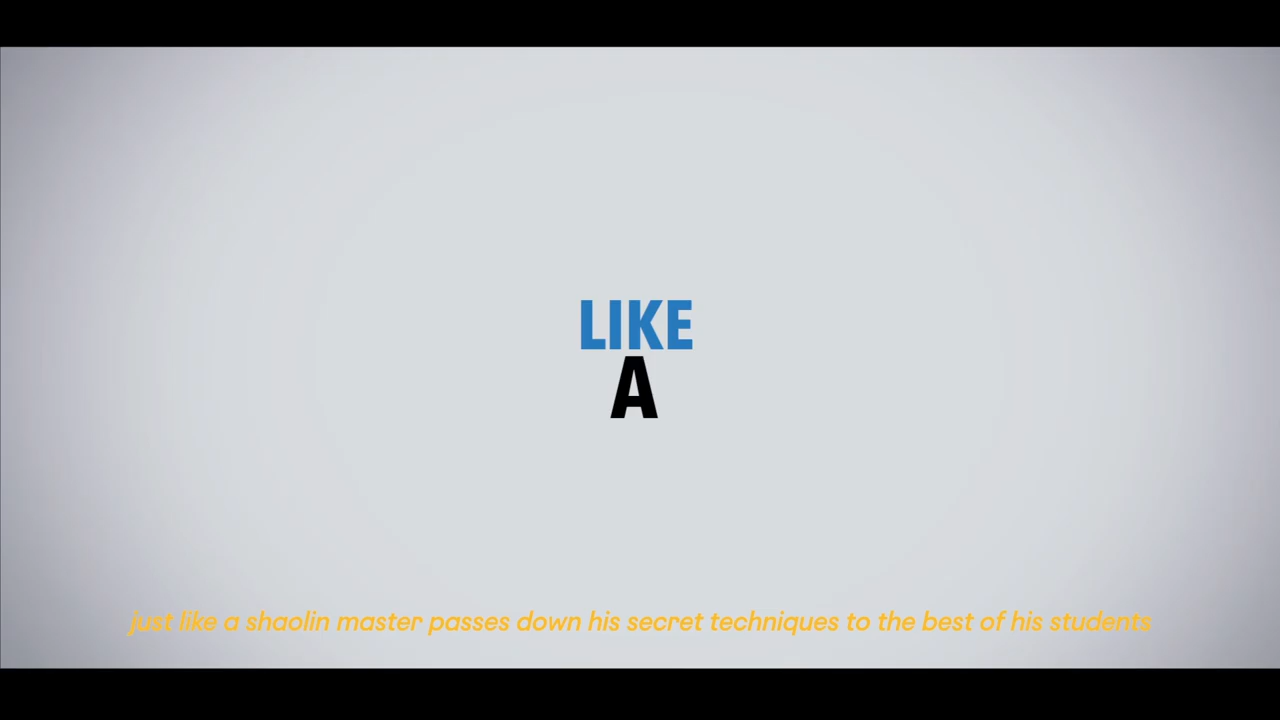 LIKE
A
just like a shaolin master passes down his secret techniques to the best of his students